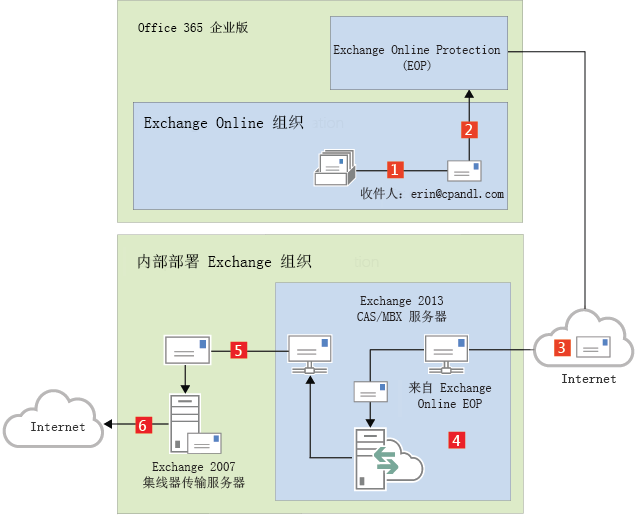 Office 365 企业版
Exchange Online Protection
(EOP)
Exchange Online 组织
2
1
收件人：erin@cpandl.com
内部部署 Exchange 组织
tion
Exchange 2013
CAS/MBX 服务器
5
3
Internet
来自 Exchange
Online EOP
4
6
Internet
Exchange 2007
集线器传输服务器